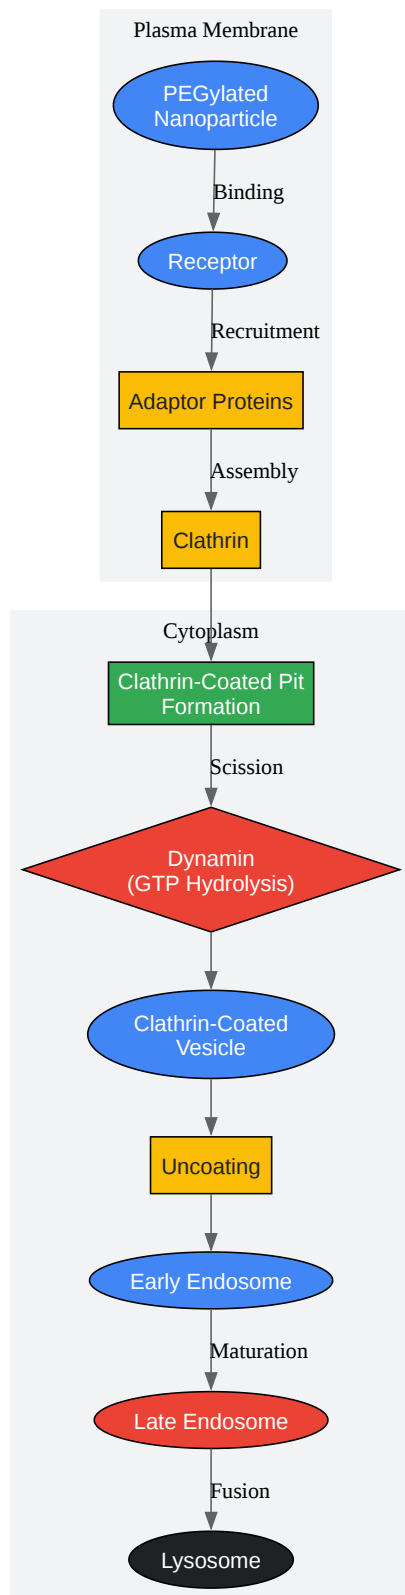 Plasma Membrane
PEGylated
Nanoparticle
Binding
Receptor
Recruitment
Adaptor Proteins
Assembly
Clathrin
Cytoplasm
Clathrin-Coated Pit
Formation
Scission
Dynamin
(GTP Hydrolysis)
Clathrin-Coated
Vesicle
Uncoating
Early Endosome
Maturation
Late Endosome
Fusion
Lysosome